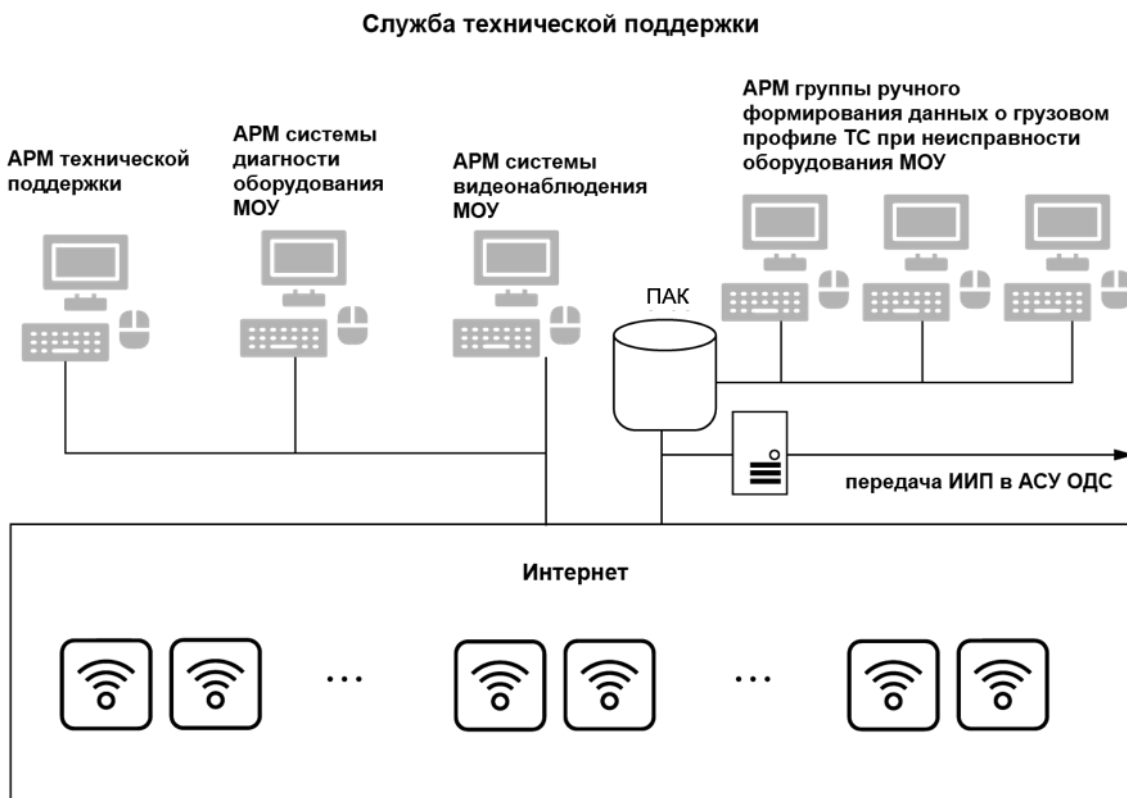 Служба технической поддержки
АРМ технической
поддержки
АРМ системы
диагности
оборудования
МОУ
АРМ системы
видеонаблюдения
МОУ
АРМ группы ручного
формирования данных о грузовом
профиле ТС при неисправности
оборудования МОУ
ПАК
передача ИИП в АСУ ОДС
Интернет
...
...